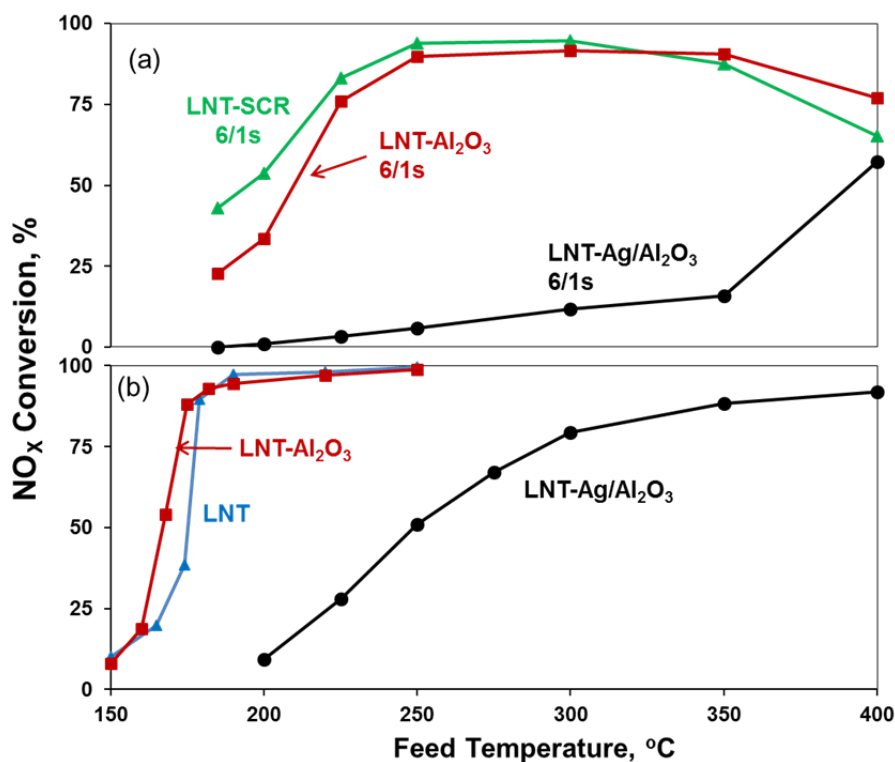 100
(a)
LNT-SCR
6/1s
75
LNT-Al₂O₃
6/1s
50
LNT-Ag/Al₂O₃
6/1s
25
0
100
(b)
75
LNT-Al₂O₃
LNT-Ag/Al₂O₃
LNT
50
25
0
NOX Conversion, %
150 200 250 300 350 400
Feed Temperature, ºC